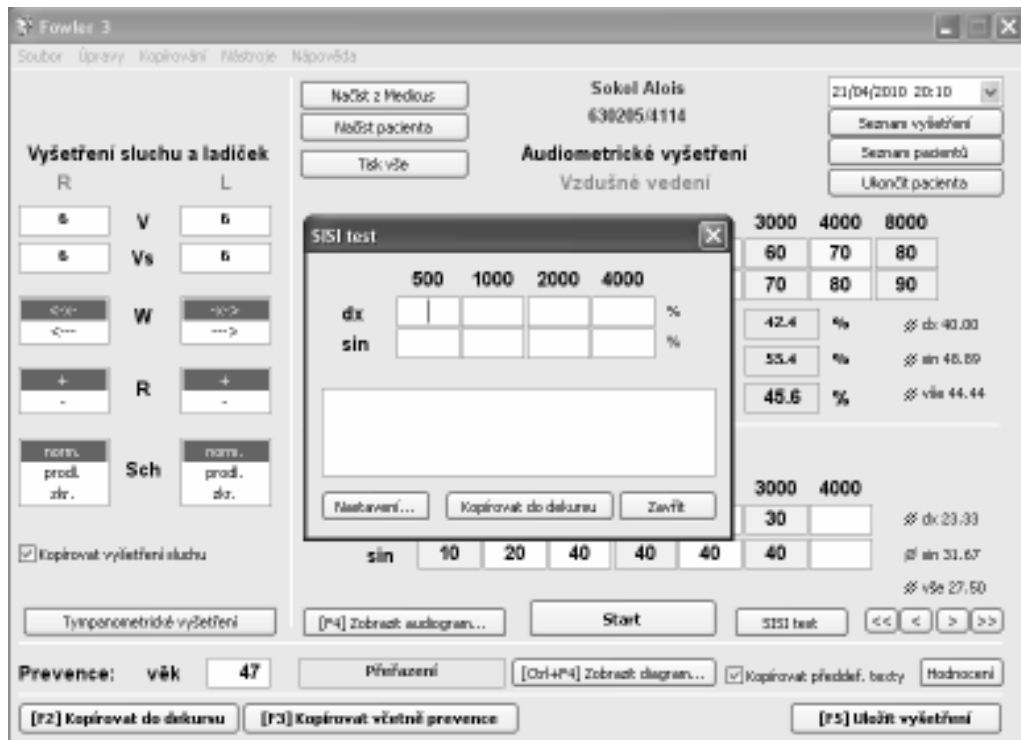 Fowler 3
Soubor Úpravy Kopírování Nástroje Nápověda
Načíst z Medicus
Načíst pacienta
Tisk vše
Sokol Alois
630205/4114
Audiometrické vyšetření
Vzdušné vedení
21/04/2010 20:10
Seznam vyšetření
Seznam pacientů
Ukončit pacienta
Vyšetření sluchu a ladiček
R L
6 V 6
6 Vs 6
<-x- W -x->
<--- --->
+ R +
- -
norm. Sch norm.
prodl. prodl.
zkr. zkr.
Kopírovat vyšetření sluchu
Tympanometrické vyšetření
SISI test
500 1000 2000 4000
dx %
sin %
Nastavení... Kopírovat do dekursu Zavřít
3000 4000 8000
60 70 80
70 80 90
42.4 % dx 40.00
55.4 % sin 48.89
45.6 % vše 44.44
3000 4000
30 dx 23.33
sin 10 20 40 40 40 40 sin 31.67
vše 27.50
[F4] Zobrazit audiogram... Start SISI test << < > >>
Prevence: věk 47 Přeřazení [Ctrl+F4] Zobrazit diagram... Kopírovat předdef. texty Hodnocení
[F2] Kopírovat do dekursu [F3] Kopírovat včetně prevence [F5] Uložit vyšetření